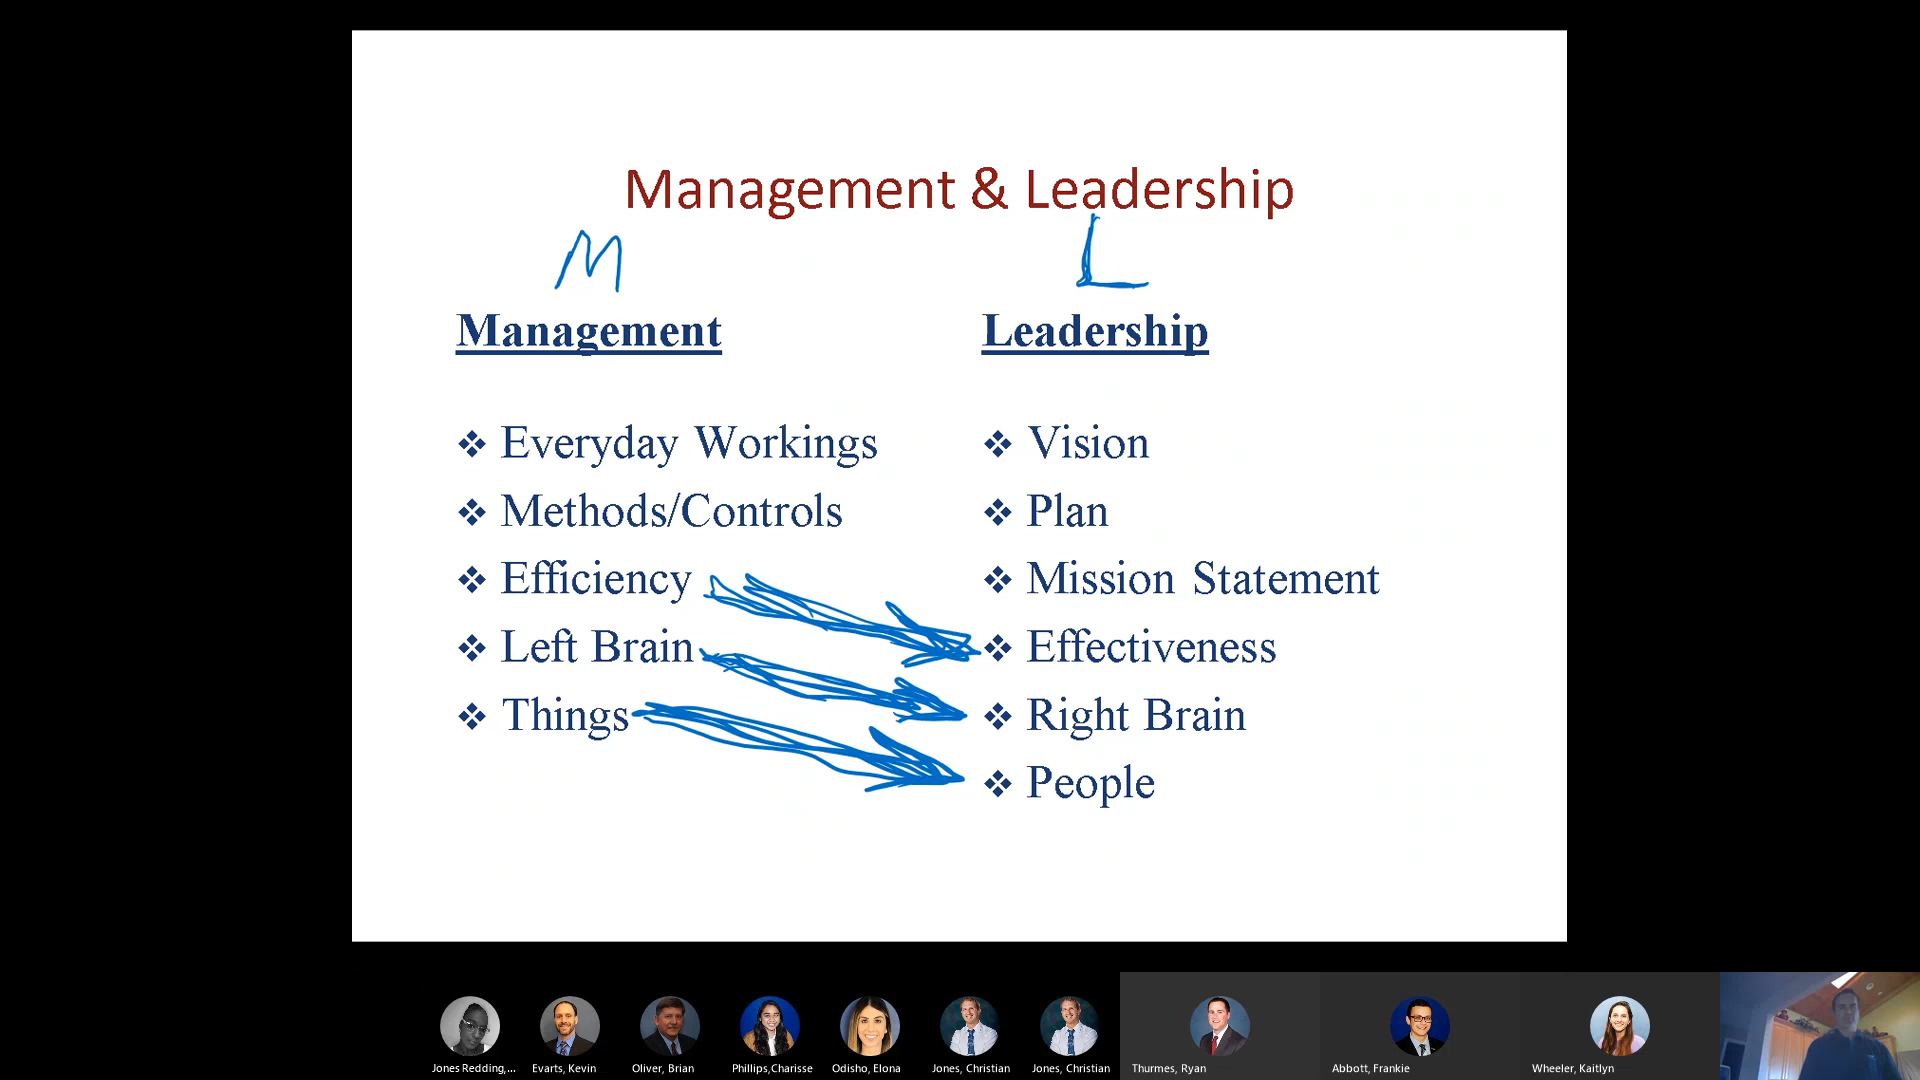 Management & Leadership
M L
Management Leadership
❖ Everyday Workings ❖ Vision
❖ Methods/Controls ❖ Plan
❖ Efficiency ❖ Mission Statement
❖ Left Brain ❖ Effectiveness
❖ Things ❖ Right Brain
❖ People
Jones Redding,... Evarts, Kevin Oliver, Brian Phillips,Charisse Odisho, Elona Jones, Christian Jones, Christian Thurmes, Ryan Abbott, Frankie Wheeler, Kaitlyn